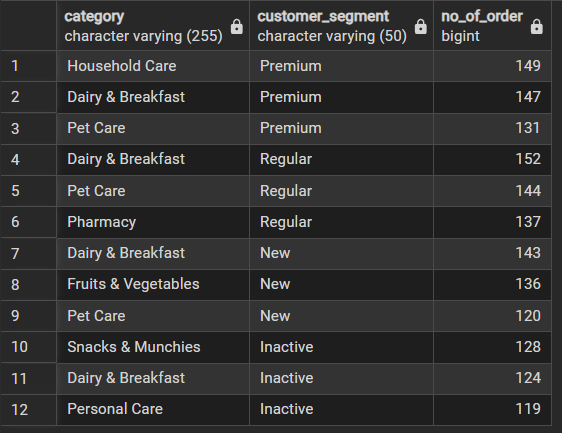 category customer_segment no_of_order
character varying (255) character varying (50) bigint
1 Household Care Premium 149
2 Dairy & Breakfast Premium 147
3 Pet Care Premium 131
4 Dairy & Breakfast Regular 152
5 Pet Care Regular 144
6 Pharmacy Regular 137
7 Dairy & Breakfast New 143
8 Fruits & Vegetables New 136
9 Pet Care New 120
10 Snacks & Munchies Inactive 128
11 Dairy & Breakfast Inactive 124
12 Personal Care Inactive 119